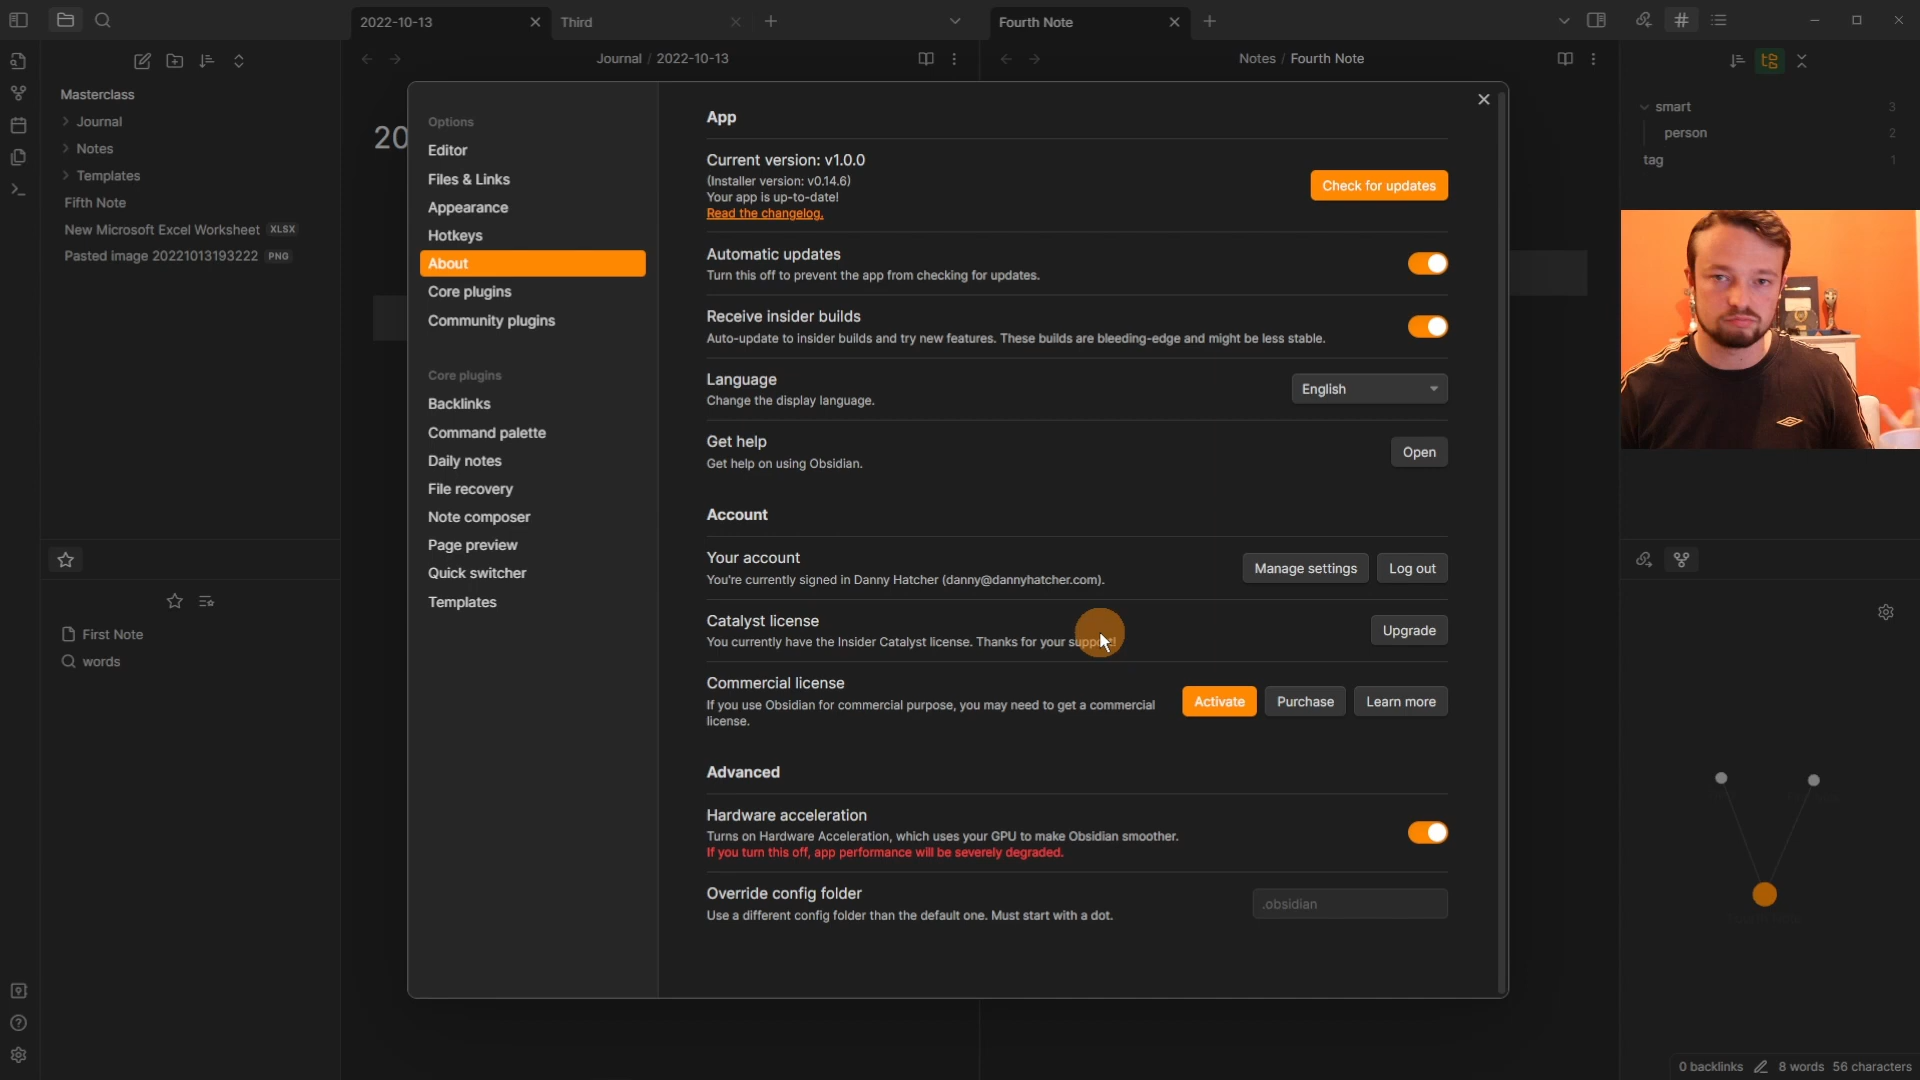 2022-10-13
Third
Fourth Note
Journal / 2022-10-13
Notes / Fourth Note
Masterclass
Journal
Notes
Templates
Fifth Note
New Microsoft Excel Worksheet XLSX
Pasted image 20221013193222 PNG
First Note
words
20
Options
Editor
Files & Links
Appearance
Hotkeys
About
Core plugins
Community plugins
Core plugins
Backlinks
Command palette
Daily notes
File recovery
Note composer
Page preview
Quick switcher
Templates
App
Current version: v1.0.0
(Installer version: v0.14.6)
Your app is up-to-date!
Read the changelog.
Check for updates
Automatic updates
Turn this off to prevent the app from checking for updates.
Receive insider builds
Auto-update to insider builds and try new features. These builds are bleeding-edge and might be less stable.
Language
Change the display language.
English
Get help
Get help on using Obsidian.
Open
Account
Your account
You're currently signed in Danny Hatcher (danny@dannyhatcher.com).
Manage settings
Log out
Catalyst license
You currently have the Insider Catalyst license. Thanks for your support!
Upgrade
Commercial license
If you use Obsidian for commercial purpose, you may need to get a commercial
license.
Activate
Purchase
Learn more
Advanced
Hardware acceleration
Turns on Hardware Acceleration, which uses your GPU to make Obsidian smoother.
If you turn this off, app performance will be severely degraded.
Override config folder
Use a different config folder than the default one. Must start with a dot.
.obsidian
smart 3
person 2
tag 1
0 backlinks 8 words 56 characters